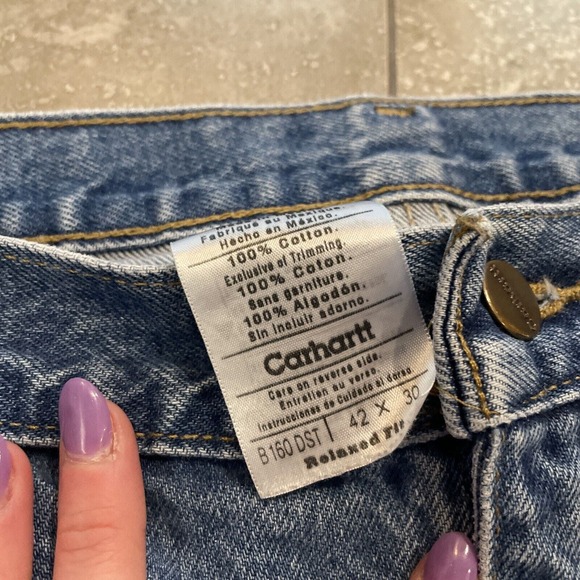 Fabriqué au Mexique.
Hecho en México.
100% Cotton.
Exclusive of Trimming.
100% Coton.
Sans garniture.
100% Algodón.
Sin incluir adorno.
Carhartt
Care on reverse side.
Entretien au verso.
Instrucciones de Cuidado al dorso
B160 DST 42 X 30
Relaxed Fit